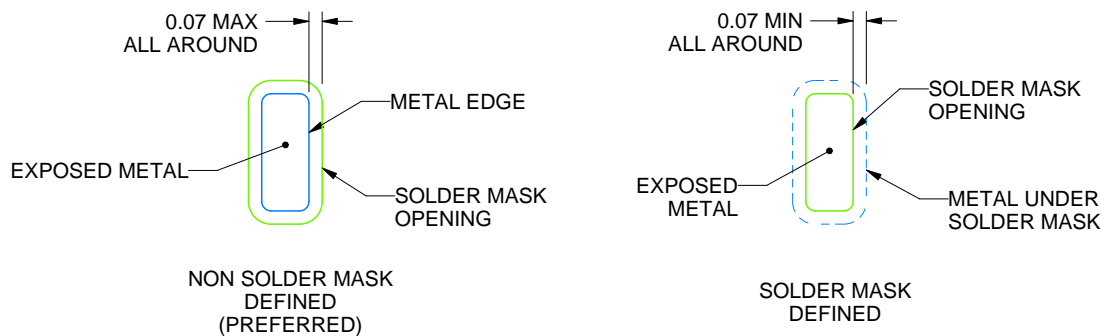 0.07 MAX
ALL AROUND
METAL EDGE
EXPOSED METAL
SOLDER MASK
OPENING
NON SOLDER MASK
DEFINED
(PREFERRED)
0.07 MIN
ALL AROUND
SOLDER MASK
OPENING
EXPOSED
METAL
METAL UNDER
SOLDER MASK
SOLDER MASK
DEFINED